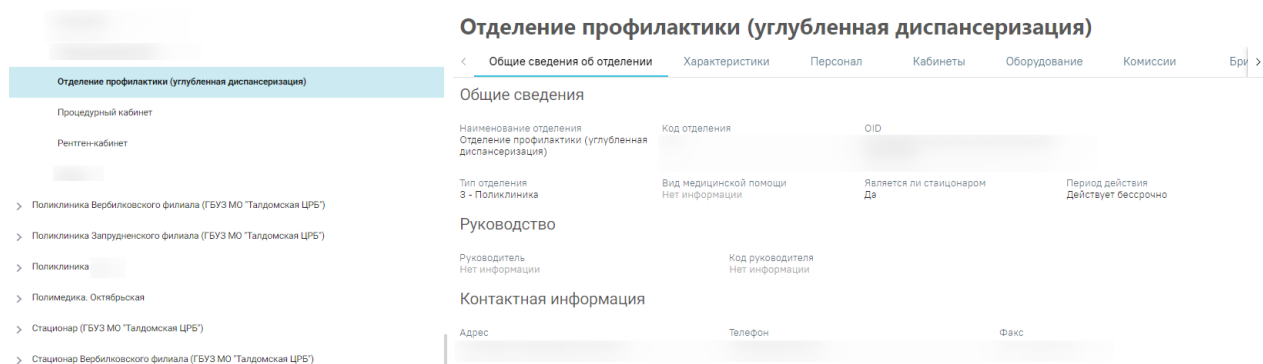 Отделение профилактики (углубленная диспансеризация)
Процедурный кабинет
Рентген-кабинет
Поликлиника Вербилковского филиала (ГБУЗ МО "Талдомская ЦРБ")
Поликлиника Запрудненского филиала (ГБУЗ МО "Талдомская ЦРБ")
Поликлиника
Полимедика. Октябрьская
Стационар (ГБУЗ МО "Талдомская ЦРБ")
Стационар Вербилковского филиала (ГБУЗ МО "Талдомская ЦРБ")
Отделение профилактики (углубленная диспансеризация)
Общие сведения об отделении Характеристики Персонал Кабинеты Оборудование Комиссии Бри
Общие сведения
Наименование отделения Код отделения OID
Отделение профилактики (углубленная
диспансеризация)
Тип отделения Вид медицинской помощи Является ли стаицонаром Период действия
3 - Поликлиника Нет информации Да Действует бессрочно
Руководство
Руководитель Код руководителя
Нет информации Нет информации
Контактная информация
Адрес Телефон Факс